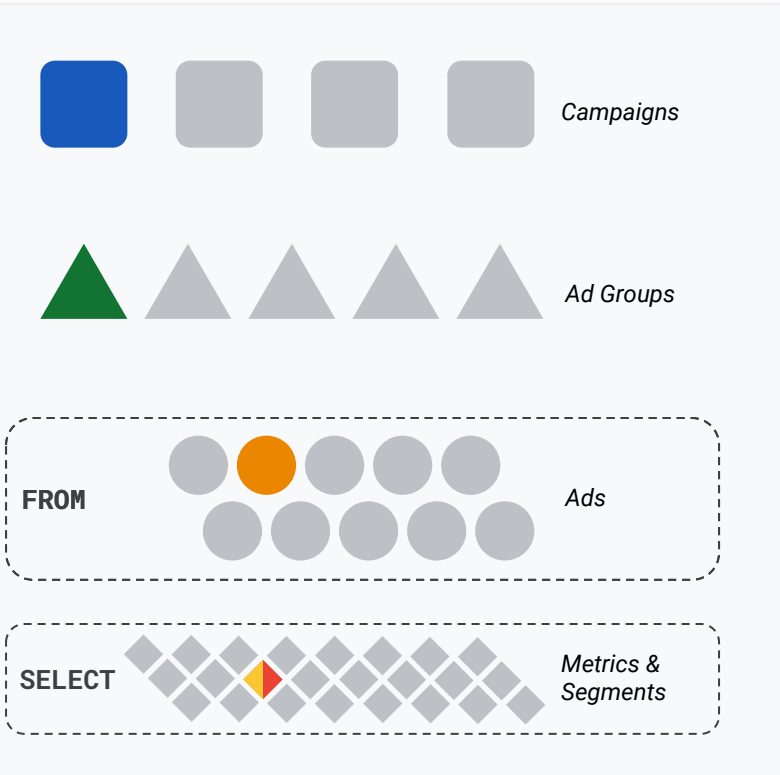 Campaigns
Ad Groups
FROM
Ads
SELECT
Metrics &
Segments